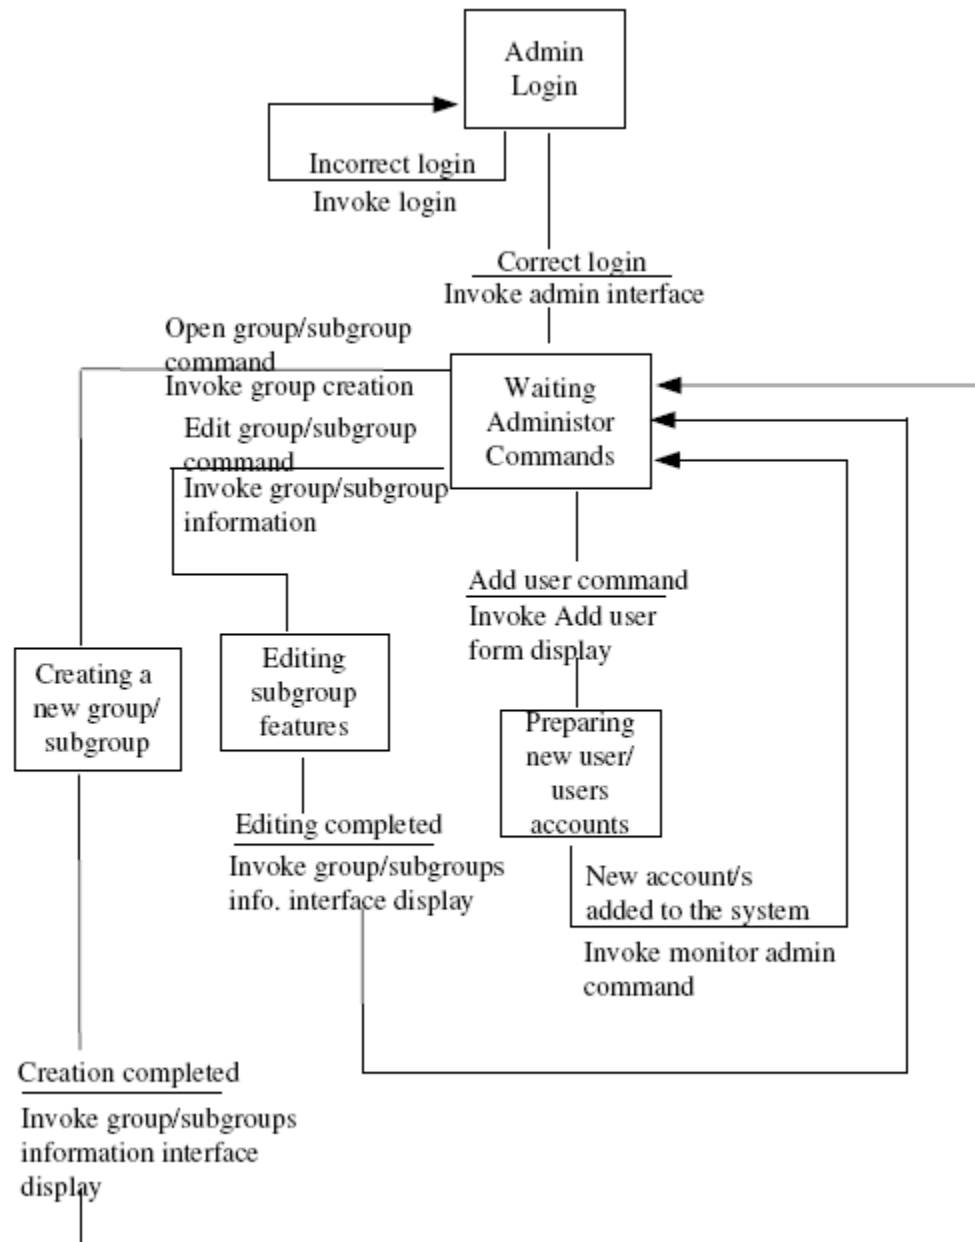 Admin
Login
Incorrect login
Invoke login
Correct login
Invoke admin interface
Open group/subgroup
command
Invoke group creation
Waiting
Administor
Commands
Edit group/subgroup
command
Invoke group/subgroup
information
Add user command
Invoke Add user
form display
Creating a
new group/
subgroup
Editing
subgroup
features
Preparing
new user/
users
accounts
Editing completed
Invoke group/subgroups
info. interface display
New account/s
added to the system
Invoke monitor admin
command
Creation completed
Invoke group/subgroups
information interface
display